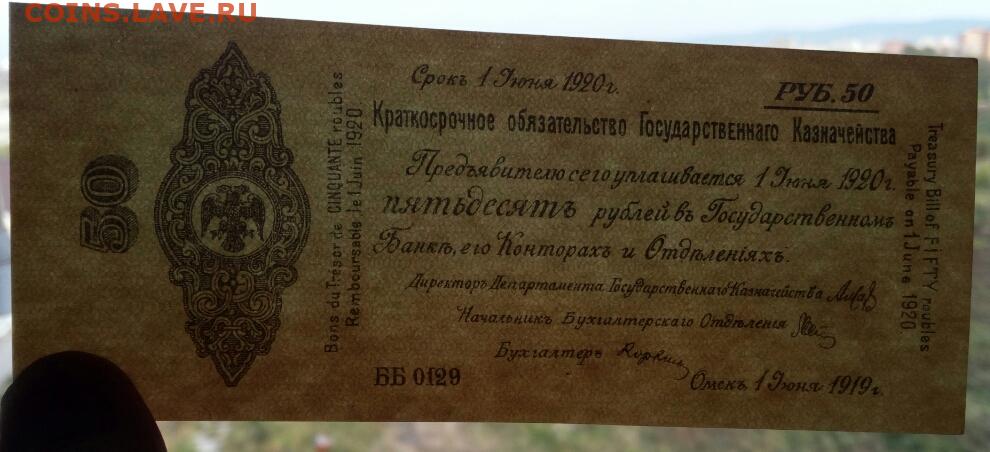 COINS.LAVE.RU
50
Bons du Trésor de CINQUANTE roubles
Remboursable le 1 Juin 1920
Срокъ 1 Июня 1920 г.
РУБ. 50
Краткосрочное обязательство Государственнаго Казначейства
Предъявителю сего уплачивается 1 Июня 1920 г.
пятьдесятъ рублей въ Государственномъ
Банкѣ, его Конторахъ и Отдѣленіяхъ.
Директоръ Департамента Государственнаго Казначейства
Начальникъ Бухгалтерскаго Отдѣленія
Бухгалтеръ
ББ 0129
Омскъ 1 Июня 1919 г.
Treasury Bill of FIFTY roubles
Payable on 1 June 1920